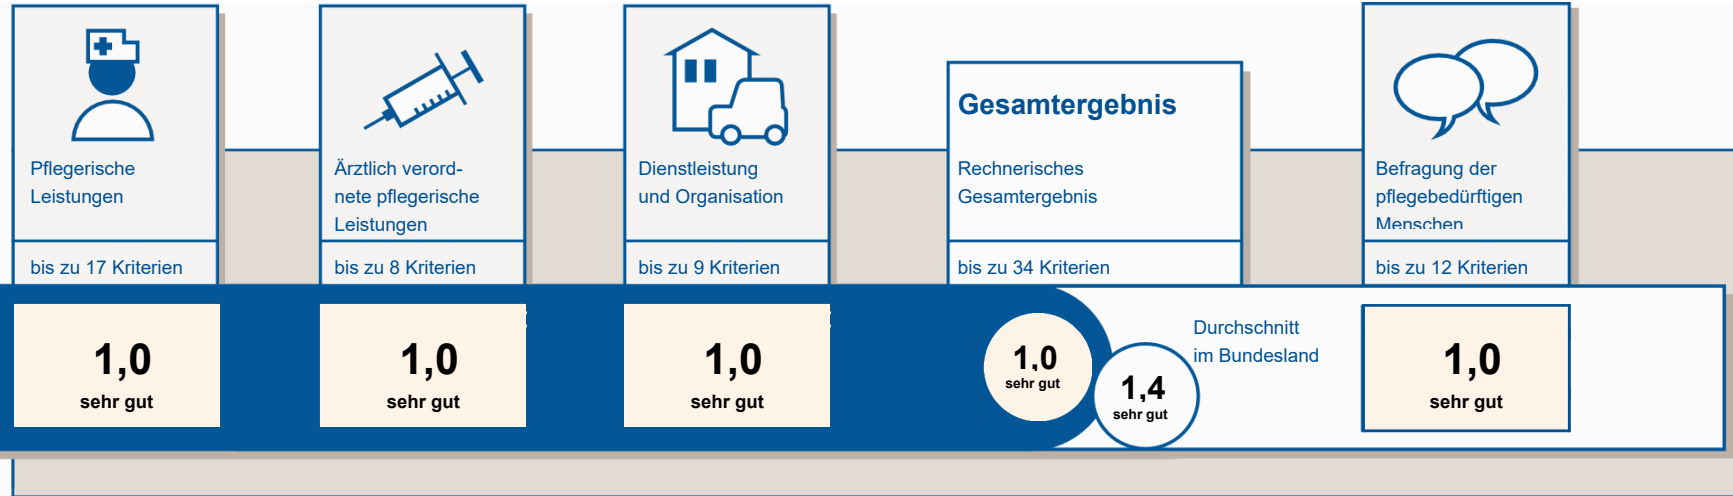 Pflegerische
Leistungen
bis zu 17 Kriterien
1,0
sehr gut
Ärztlich verord-
nete pflegerische
Leistungen
bis zu 8 Kriterien
1,0
sehr gut
Dienstleistung
und Organisation
bis zu 9 Kriterien
1,0
sehr gut
Gesamtergebnis
Rechnerisches
Gesamtergebnis
bis zu 34 Kriterien
1,0
sehr gut
1,4
sehr gut
Durchschnitt
im Bundesland
Befragung der
pflegebedürftigen
Menschen
bis zu 12 Kriterien
1,0
sehr gut